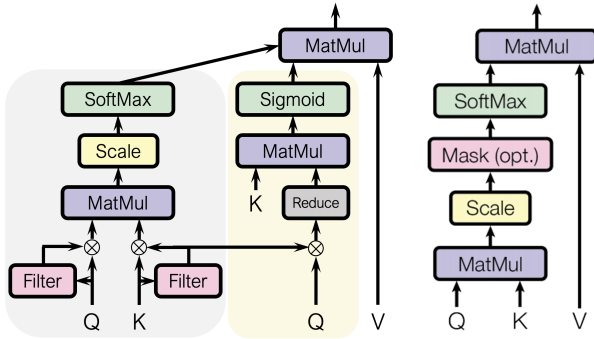 MatMul
SoftMax
Sigmoid
Scale
MatMul
K
MatMul
Reduce
Filter
Filter
Q
K
Q
V
MatMul
SoftMax
Mask (opt.)
Scale
MatMul
Q
K
V